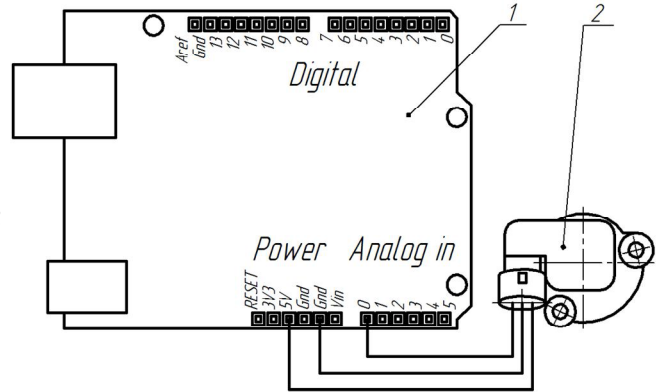 1 2
Aref Gnd 13 12 11 10 9 8 7 6 5 4 3 2 1 0
Digital
Power Analog in
RESET 3V3 5V Gnd Gnd Vin 0 1 2 3 4 5